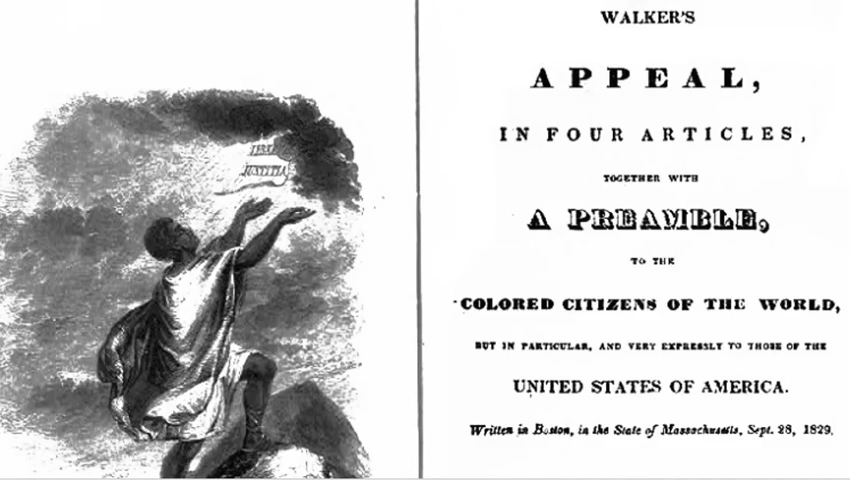 JUSTITIA
WALKER'S
APPEAL,
IN FOUR ARTICLES,
TOGETHER WITH
A PREAMBLE,
TO THE
COLORED CITIZENS OF THE WORLD,
BUT IN PARTICULAR, AND VERY EXPRESSLY TO THOSE OF THE
UNITED STATES OF AMERICA.
Written in Boston, in the State of Massachusetts, Sept. 28, 1829.